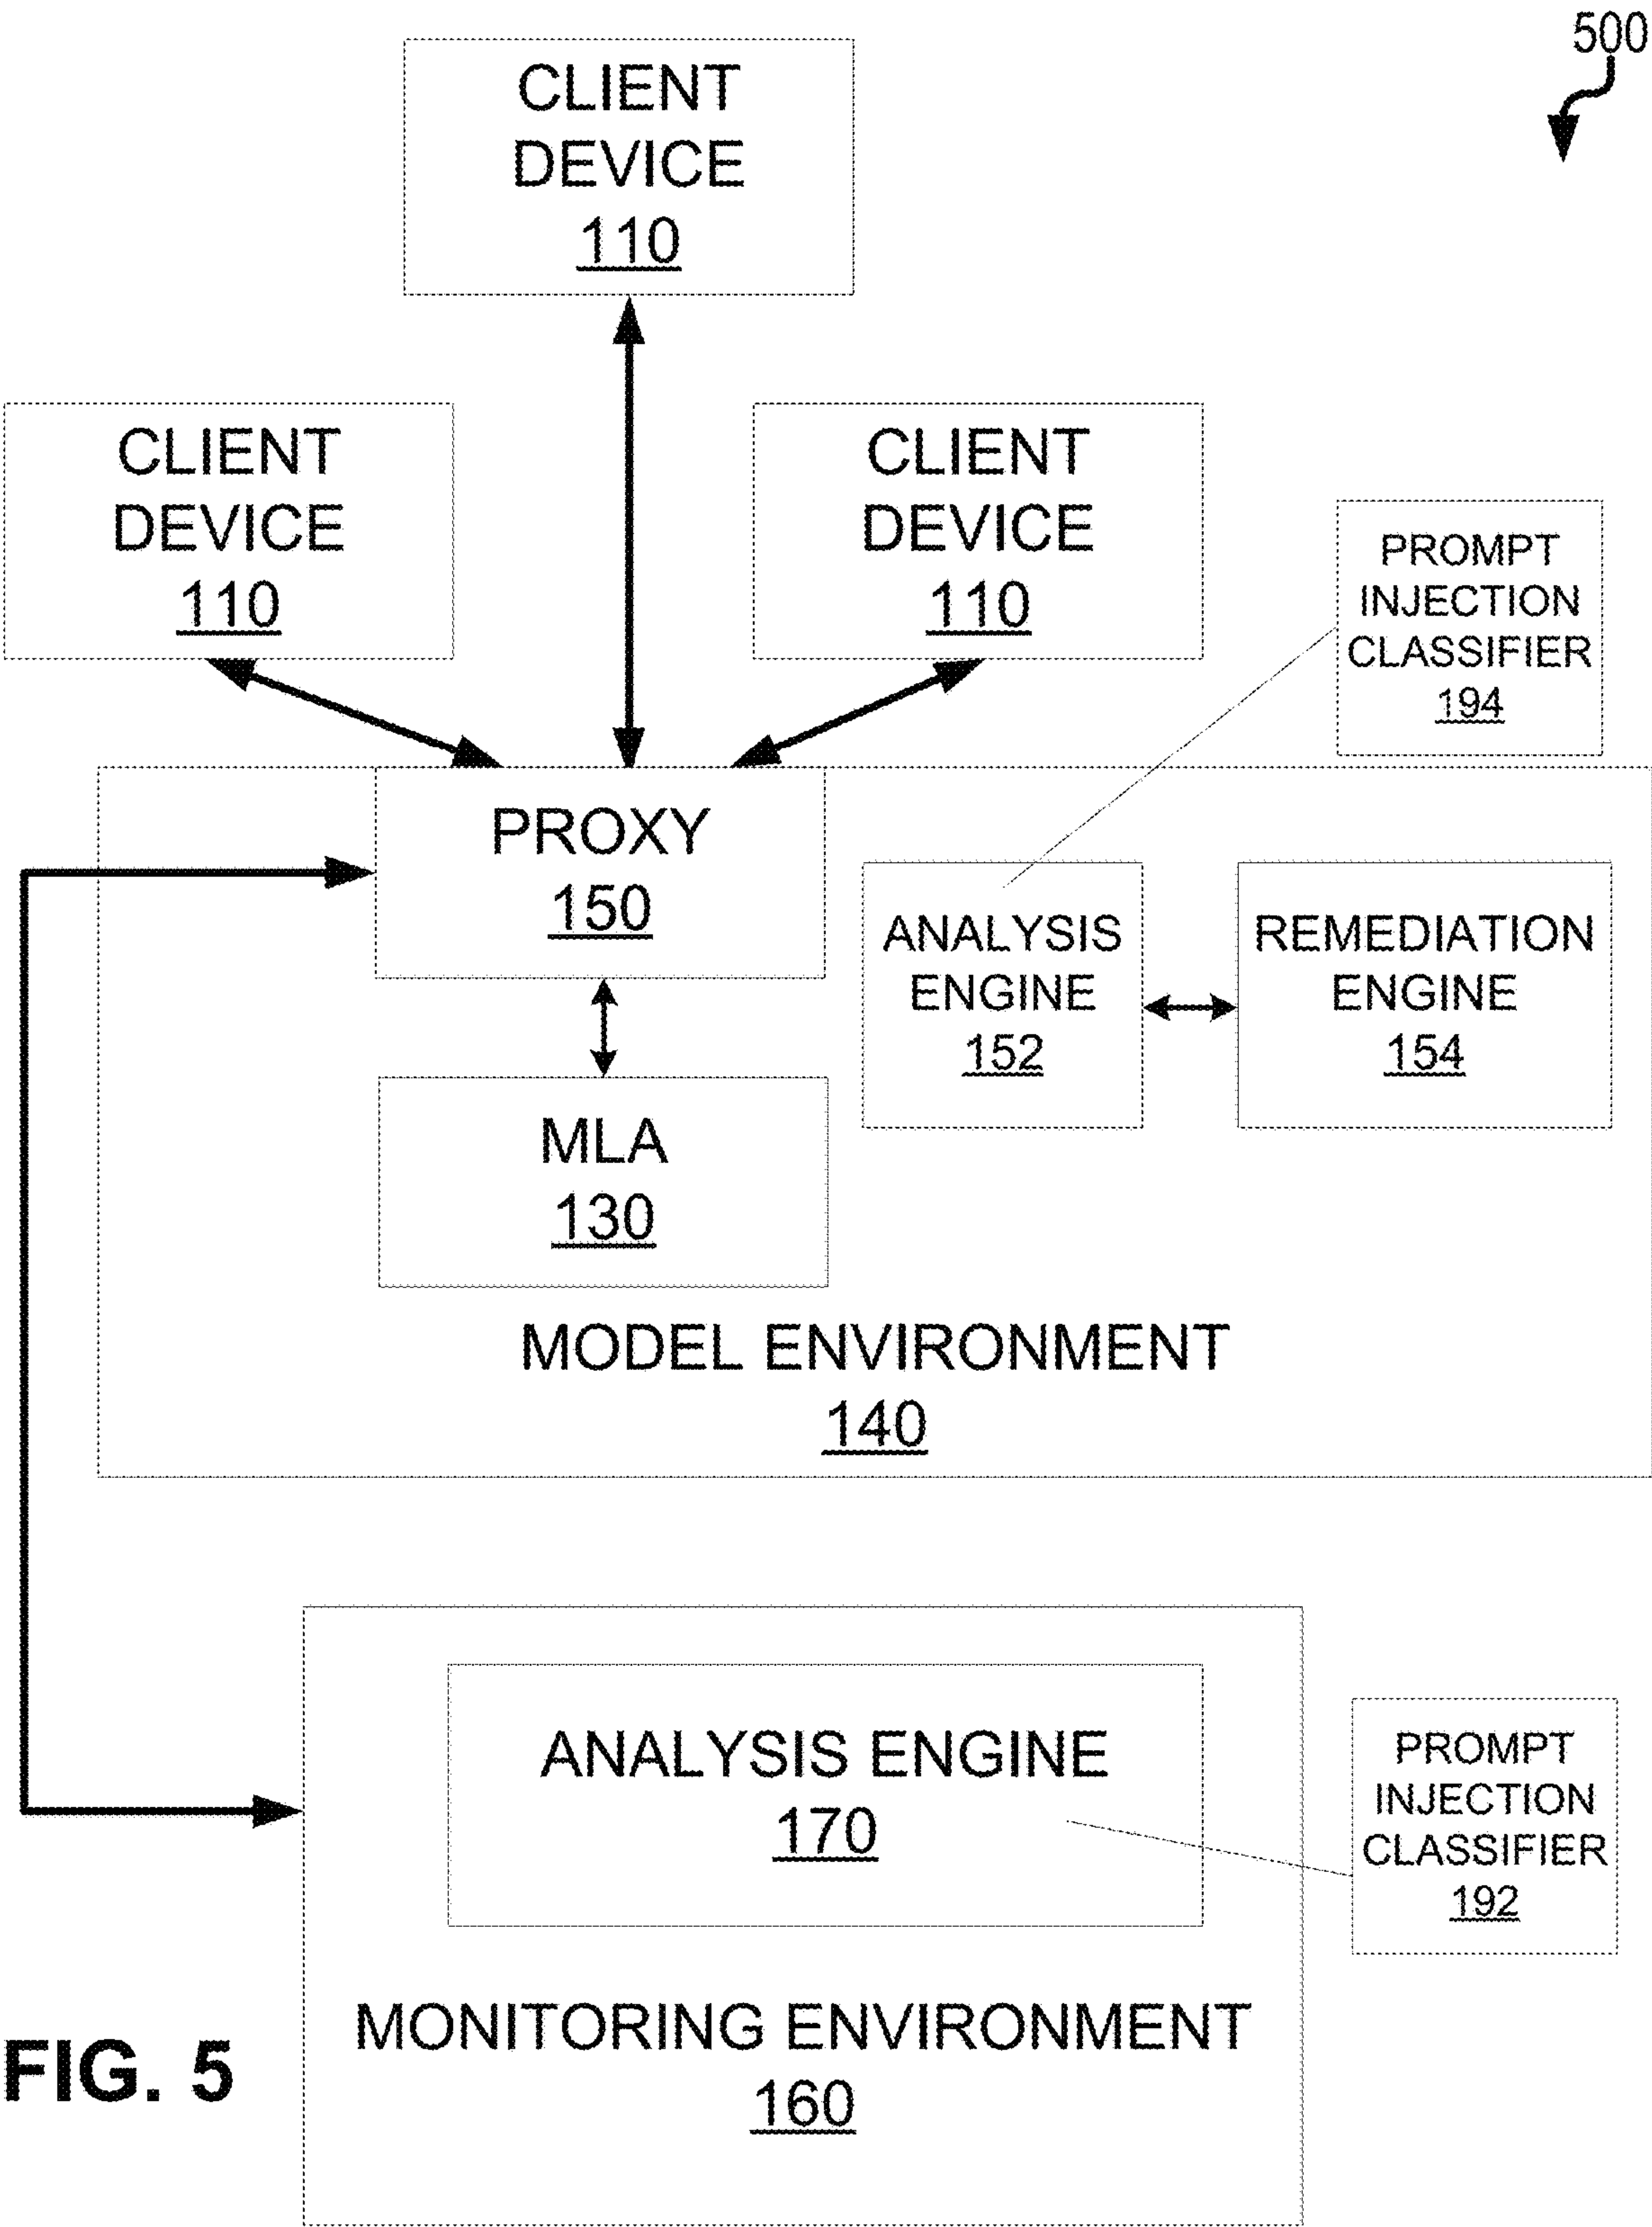 500
CLIENT
DEVICE
110
CLIENT
DEVICE
110
CLIENT
DEVICE
110
PROMPT
INJECTION
CLASSIFIER
194
PROXY
150
ANALYSIS
ENGINE
152
REMEDIATION
ENGINE
154
MLA
130
MODEL ENVIRONMENT
140
ANALYSIS ENGINE
170
PROMPT
INJECTION
CLASSIFIER
192
MONITORING ENVIRONMENT
160
FIG. 5